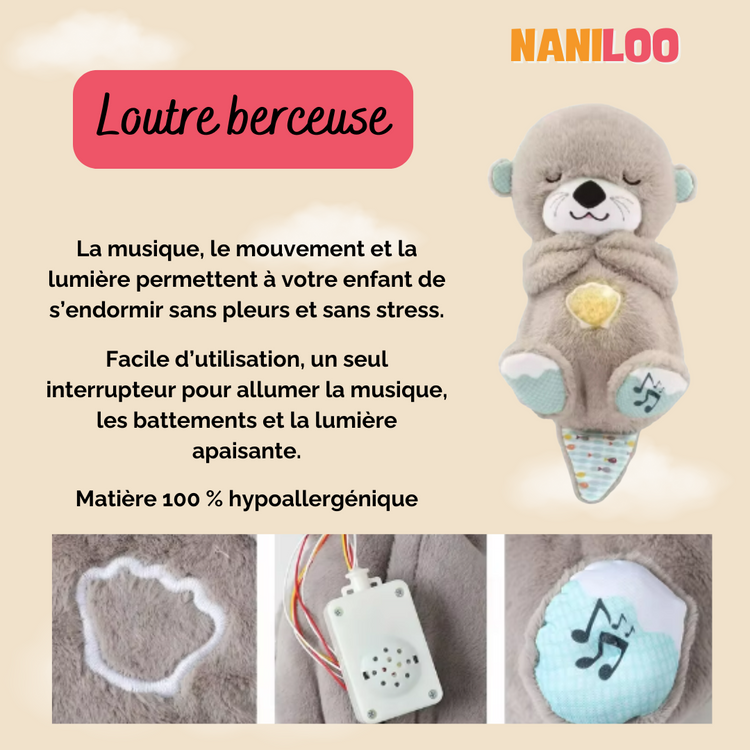 NANILOO
Loutre berceuse
La musique, le mouvement et la
lumière permettent à votre enfant de
s’endormir sans pleurs et sans stress.
Facile d’utilisation, un seul
interrupteur pour allumer la musique,
les battements et la lumière
apaisante.
Matière 100 % hypoallergénique